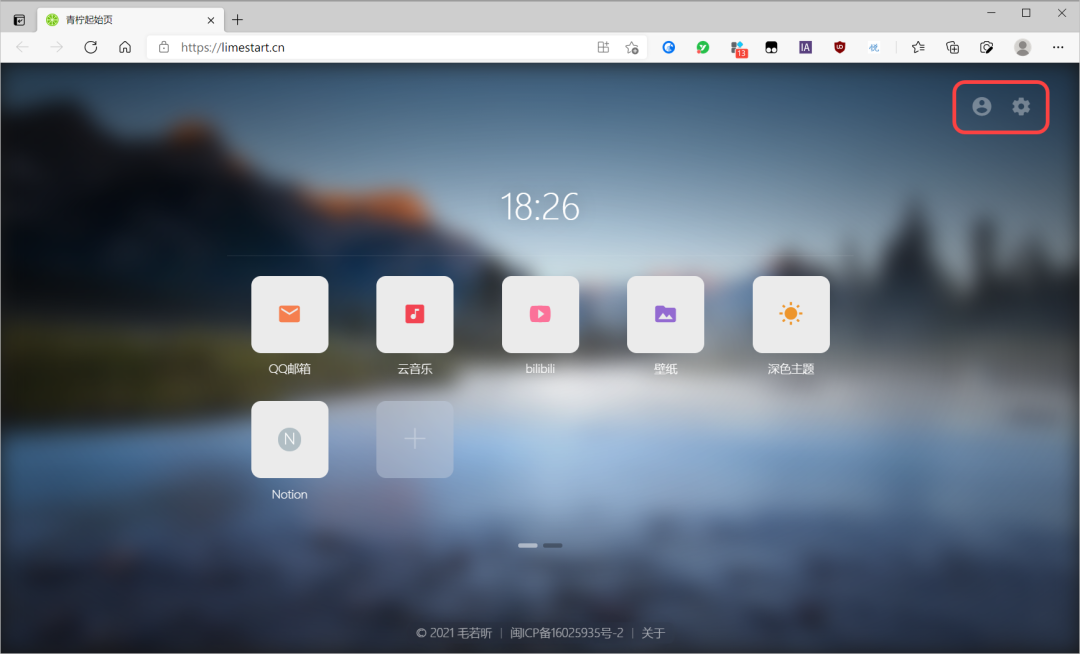 青柠起始页
https://limestart.cn
13
IA
18:26
QQ邮箱
云音乐
bilibili
壁纸
深色主题
N
Notion
© 2021 毛若昕 | 闽ICP备16025935号-2 | 关于